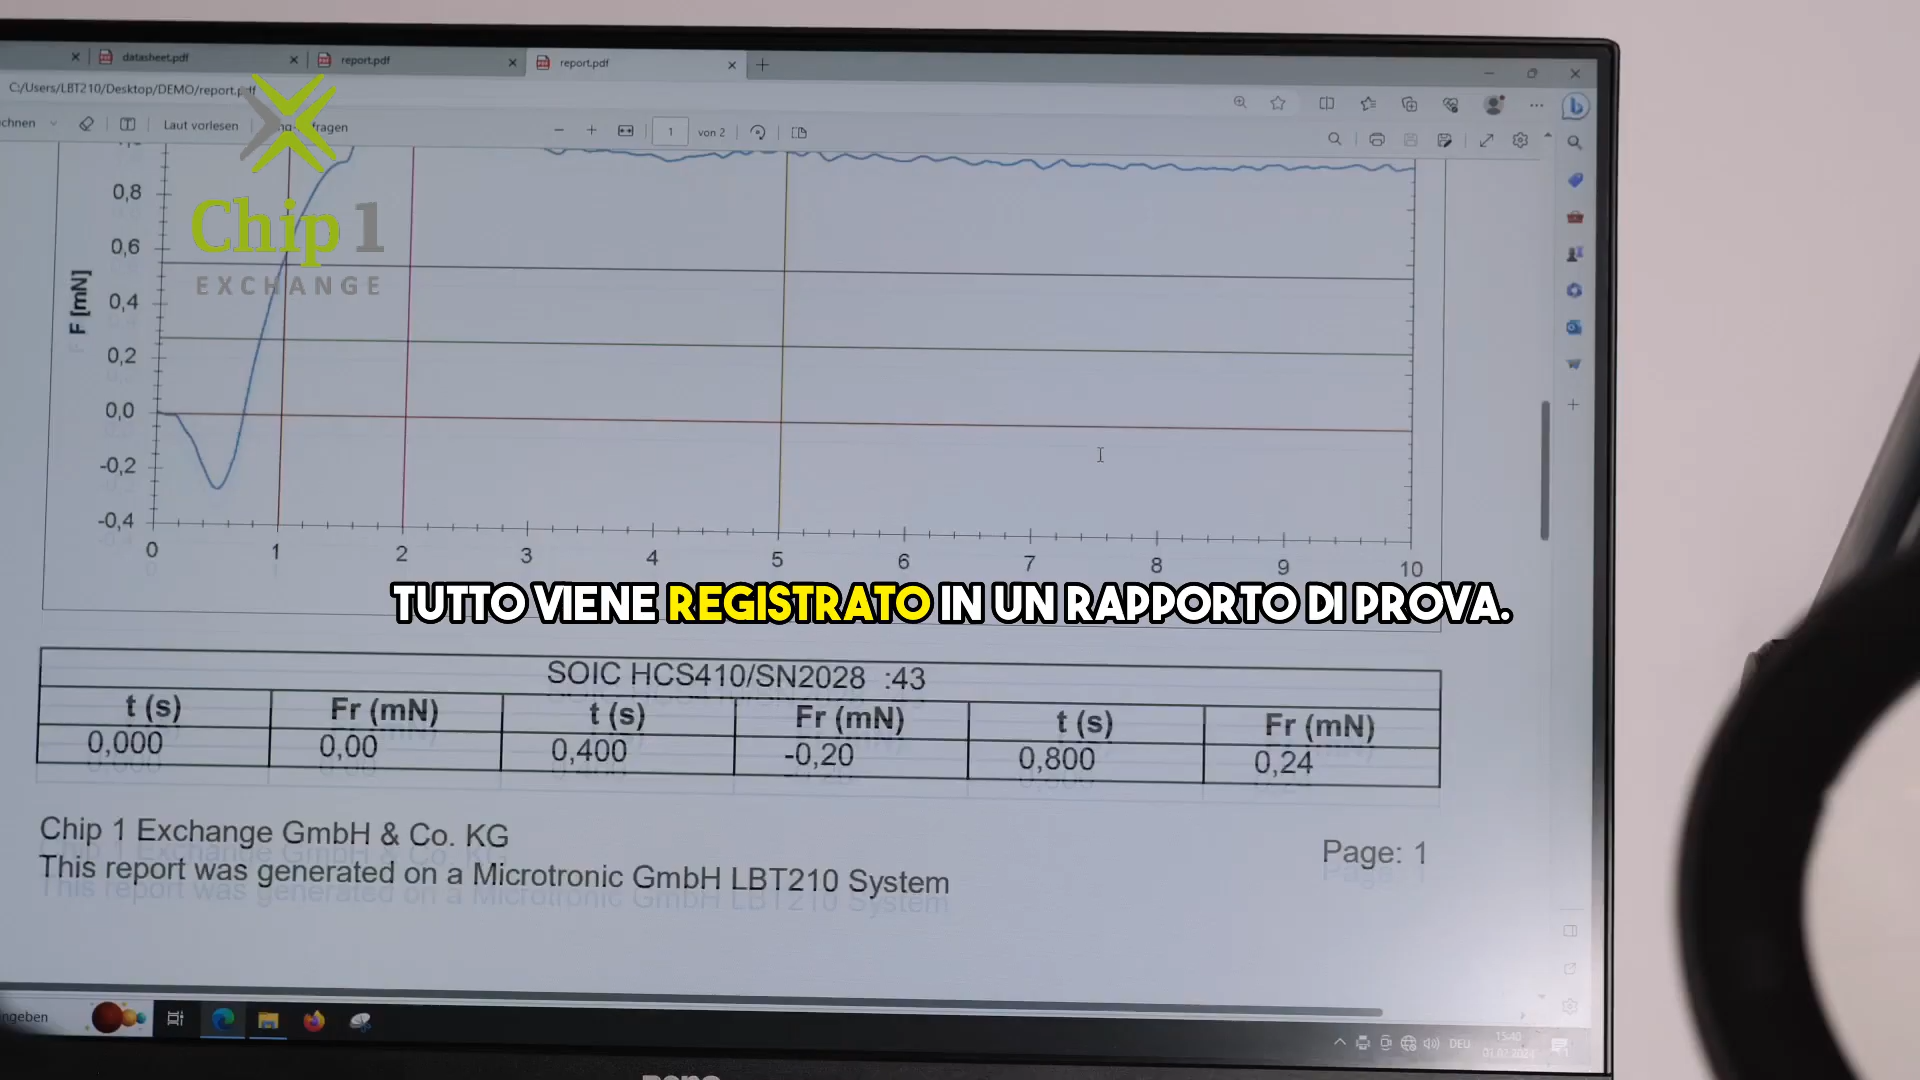 datasheet.pdf
report.pdf
report.pdf
C:/Users/LBT210/Desktop/DEMO/report.pdf
Laut vorlesen
1
von 2
Chip 1
EXCHANGE
F [mN]
0,8
0,6
0,4
0,2
0,0
-0,2
-0,4
0 1 2 3 4 5 6 7 8 9 10
TUTTO VIENE REGISTRATO IN UN RAPPORTO DI PROVA.
SOIC HCS410/SN2028 :43
t (s) Fr (mN) t (s) Fr (mN) t (s) Fr (mN)
0,000 0,00 0,400 -0,20 0,800 0,24
Chip 1 Exchange GmbH & Co. KG
Page: 1
This report was generated on a Microtronic GmbH LBT210 System
DEU
15:40